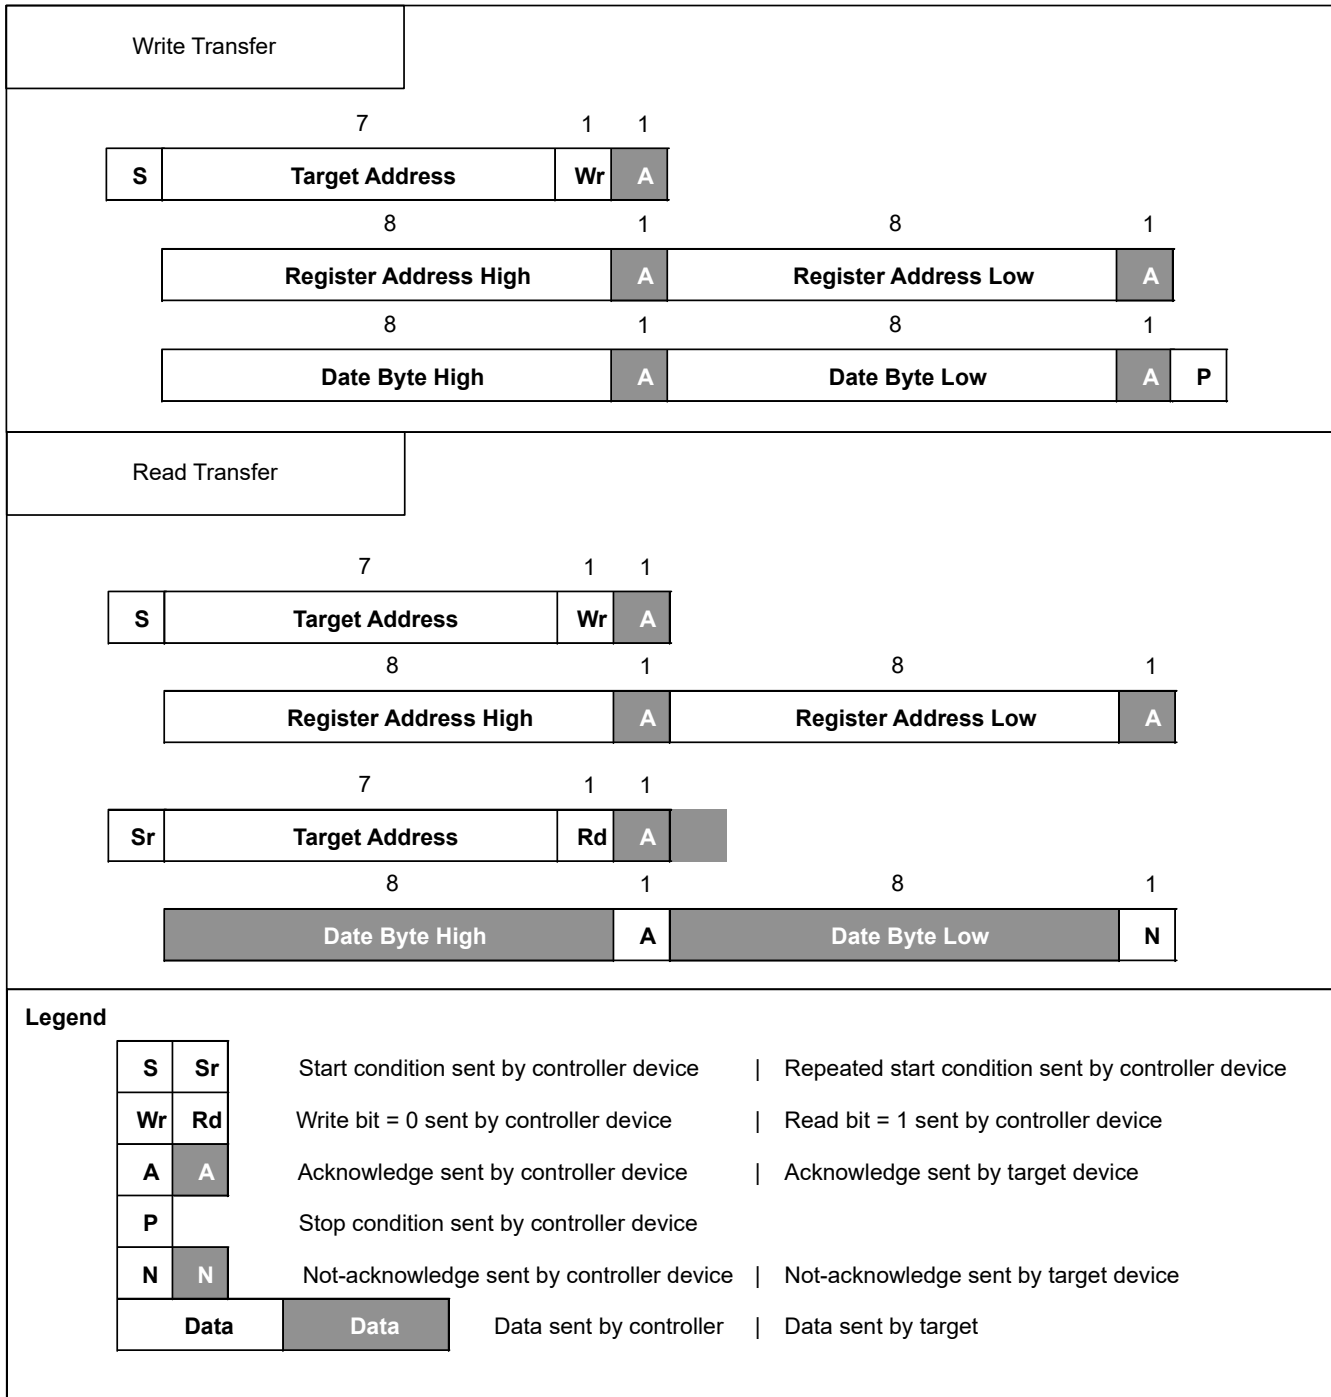 Write Transfer
7 1 1
S Target Address Wr A
8 1 8 1
Register Address High A Register Address Low A
8 1 8 1
Date Byte High A Date Byte Low A P
Read Transfer
7 1 1
S Target Address Wr A
8 1 8 1
Register Address High A Register Address Low A
7 1 1
Sr Target Address Rd A
8 1 8 1
Date Byte High A Date Byte Low N
Legend
S Sr Start condition sent by controller device | Repeated start condition sent by controller device
Wr Rd Write bit = 0 sent by controller device | Read bit = 1 sent by controller device
A A Acknowledge sent by controller device | Acknowledge sent by target device
P Stop condition sent by controller device
N N Not-acknowledge sent by controller device | Not-acknowledge sent by target device
Data Data Data sent by controller | Data sent by target